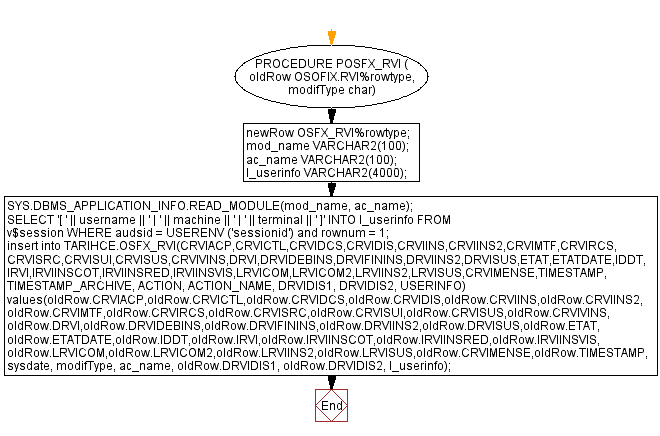 PROCEDURE POSFX_RVI (
oldRow OSOFIX.RVI%rowtype,
modifType char)
newRow OSFX_RVI%rowtype;
mod_name VARCHAR2(100);
ac_name VARCHAR2(100);
l_userinfo VARCHAR2(4000);
SYS.DBMS_APPLICATION_INFO.READ_MODULE(mod_name, ac_name);
SELECT '[ ' || username || ' | ' || machine || ' | ' || terminal || ' ]' INTO l_userinfo FROM
v$session WHERE audsid = USERENV ('sessionid') and rownum = 1;
insert into TARIHCE.OSFX_RVI(CRVIACP,CRVICTL,CRVIDCS,CRVIDIS,CRVIINS,CRVIINS2,CRVIMTF,CRVIRCS,
CRVISRC,CRVISUI,CRVISUS,CRVIVINS,DRVI,DRVIDEBINS,DRVIFININS,DRVIINS2,DRVISUS,ETAT,ETATDATE,IDDT,
IRVI,IRVIINSCOT,IRVIINSRED,IRVIINSVIS,LRVICOM,LRVICOM2,LRVIINS2,LRVISUS,CRVIMENSE,TIMESTAMP,
TIMESTAMP_ARCHIVE, ACTION, ACTION_NAME, DRVIDIS1, DRVIDIS2, USERINFO)
values(oldRow.CRVIACP,oldRow.CRVICTL,oldRow.CRVIDCS,oldRow.CRVIDIS,oldRow.CRVIINS,oldRow.CRVIINS2,
oldRow.CRVIMTF,oldRow.CRVIRCS,oldRow.CRVISRC,oldRow.CRVISUI,oldRow.CRVISUS,oldRow.CRVIVINS,
oldRow.DRVI,oldRow.DRVIDEBINS,oldRow.DRVIFININS,oldRow.DRVIINS2,oldRow.DRVISUS,oldRow.ETAT,
oldRow.ETATDATE,oldRow.IDDT,oldRow.IRVI,oldRow.IRVIINSCOT,oldRow.IRVIINSRED,oldRow.IRVIINSVIS,
oldRow.LRVICOM,oldRow.LRVICOM2,oldRow.LRVIINS2,oldRow.LRVISUS,oldRow.CRVIMENSE,oldRow.TIMESTAMP,
sysdate, modifType, ac_name, oldRow.DRVIDIS1, oldRow.DRVIDIS2, l_userinfo);
End